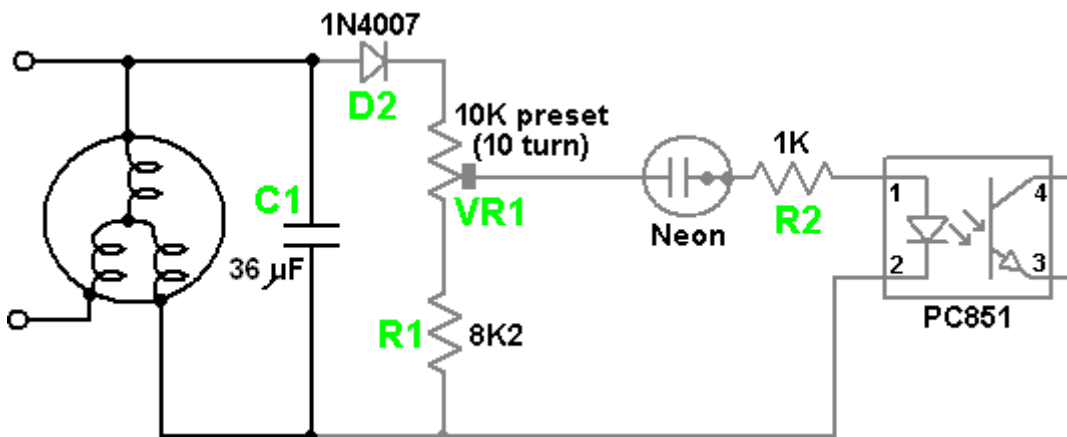 1N4007
D2
10K preset
(10 turn)
VR1
C1
36 µF
R1
8K2
Neon
1K
R2
1
2
4
3
PC851